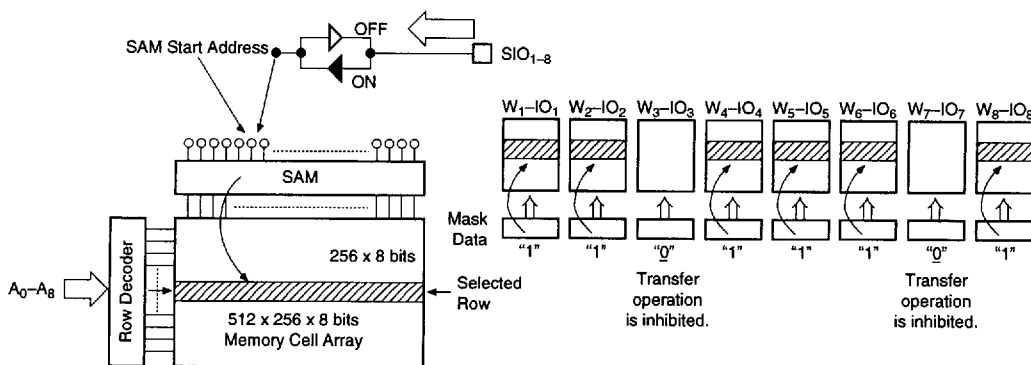 OFF
SAM Start Address
SIO1–8
ON
W1–IO1 W2–IO2 W3–IO3 W4–IO4 W5–IO5 W6–IO6 W7–IO7 W8–IO8
SAM
Mask
Data
"1" "1" "0" "1" "1" "1" "0" "1"
Row Decoder
256 x 8 bits
A0–A8
Selected
Row
512 x 256 x 8 bits
Memory Cell Array
Transfer
operation
is inhibited.
Transfer
operation
is inhibited.